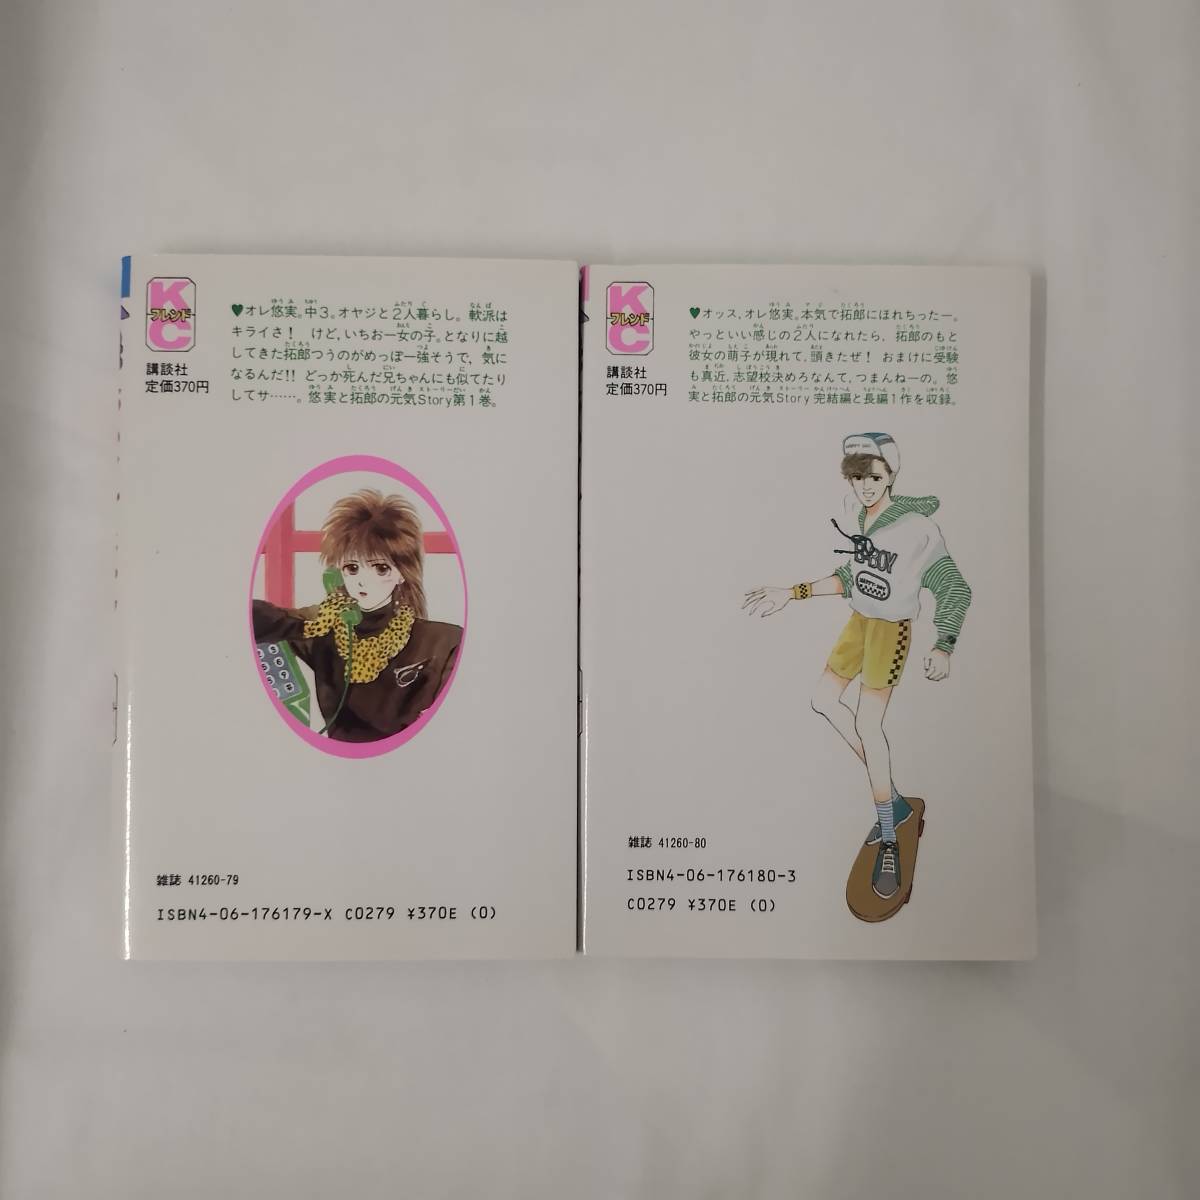 KC
フレンド
講談社
定価370円
♥オレ悠実。中3。オヤジと2人暮らし。軟派は
キライさ! けど、いちお一女の子。となりに越
してきた拓郎つうのがめっぽー強そうで、気に
なるんだ!! どっか死んだ兄ちゃんにも似てたり
してサ……。悠実と拓郎の元気Story第1巻。
雑誌 41260-79
ISBN4-06-176179-X C0279 ¥370E (0)
KC
フレンド
講談社
定価370円
♥オッス、オレ悠実。本気で拓郎にほれちったー。
やっといい感じの2人になれたら、拓郎のもと
彼女の萌子が現れて、頭きたぜ! おまけに受験
も真近、志望校決めろなんて、つまんねーの。悠
実と拓郎の元気Story完結編と長編1作を収録。
HAPPY DAY
B-BOY
HAPPY-DAY
雑誌 41260-80
ISBN4-06-176180-3
C0279 ¥370E (0)